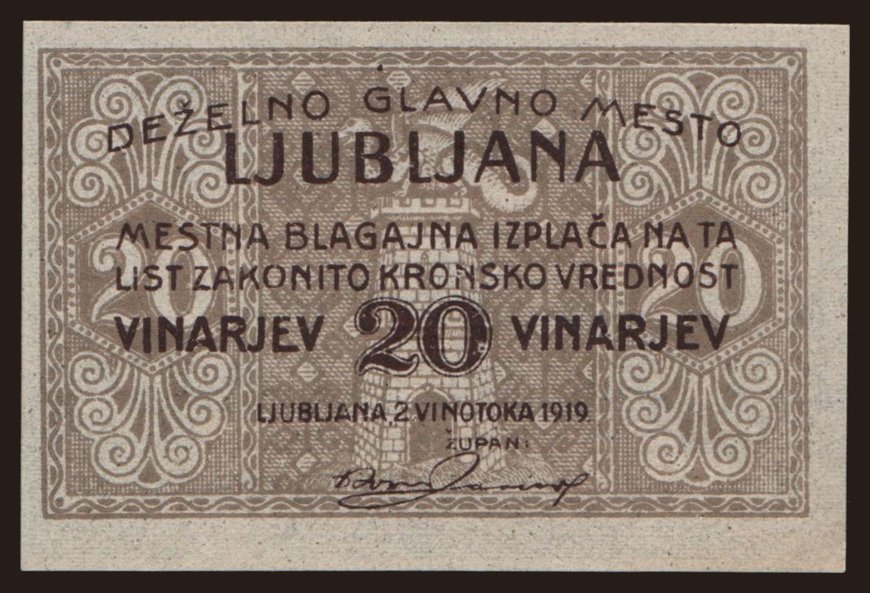 DEŽELNO GLAVNO MESTO
LJUBLJANA
MESTNA BLAGAJNA IZPLAČA NA TA
LIST ZAKONITO KRONSKO VREDNOST
20 VINARJEV 20 VINARJEV 20
LJUBLJANA, 2 VINOTOKA 1919.
ŽUPAN: